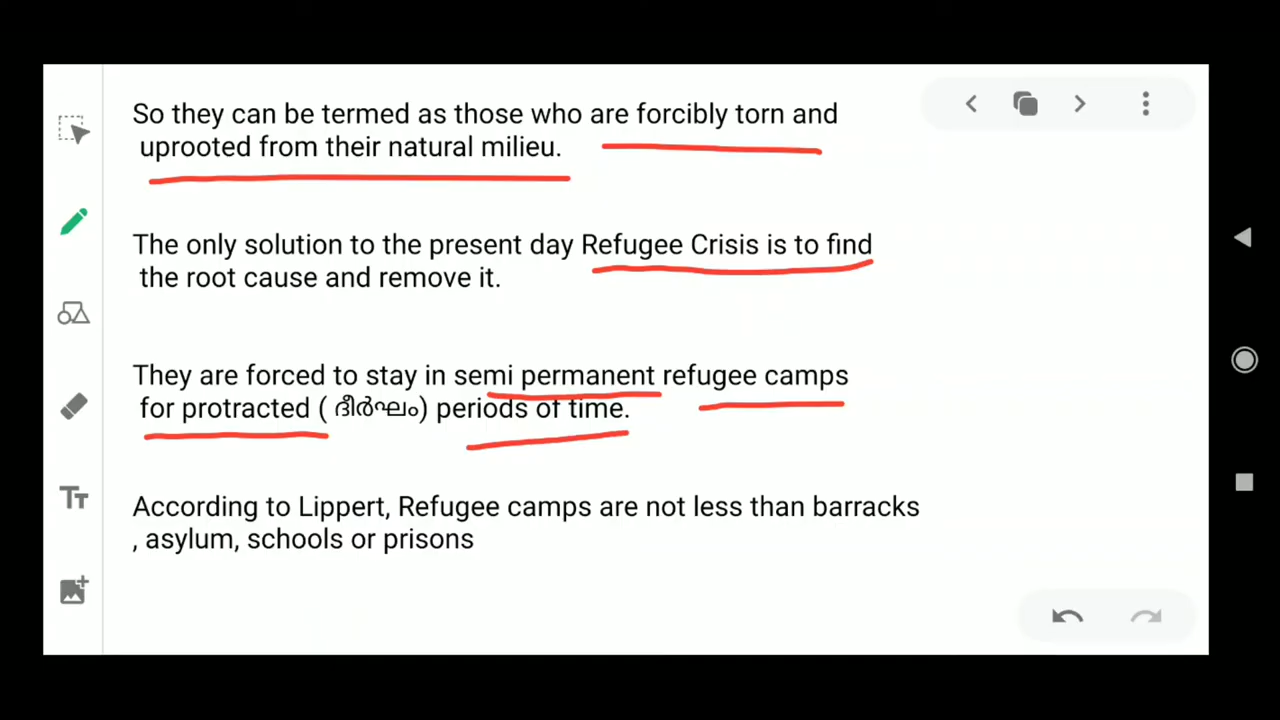 So they can be termed as those who are forcibly torn and
uprooted from their natural milieu.
The only solution to the present day Refugee Crisis is to find
the root cause and remove it.
They are forced to stay in semi permanent refugee camps
for protracted ( ദീർഘം) periods of time.
According to Lippert, Refugee camps are not less than barracks
, asylum, schools or prisons
TT